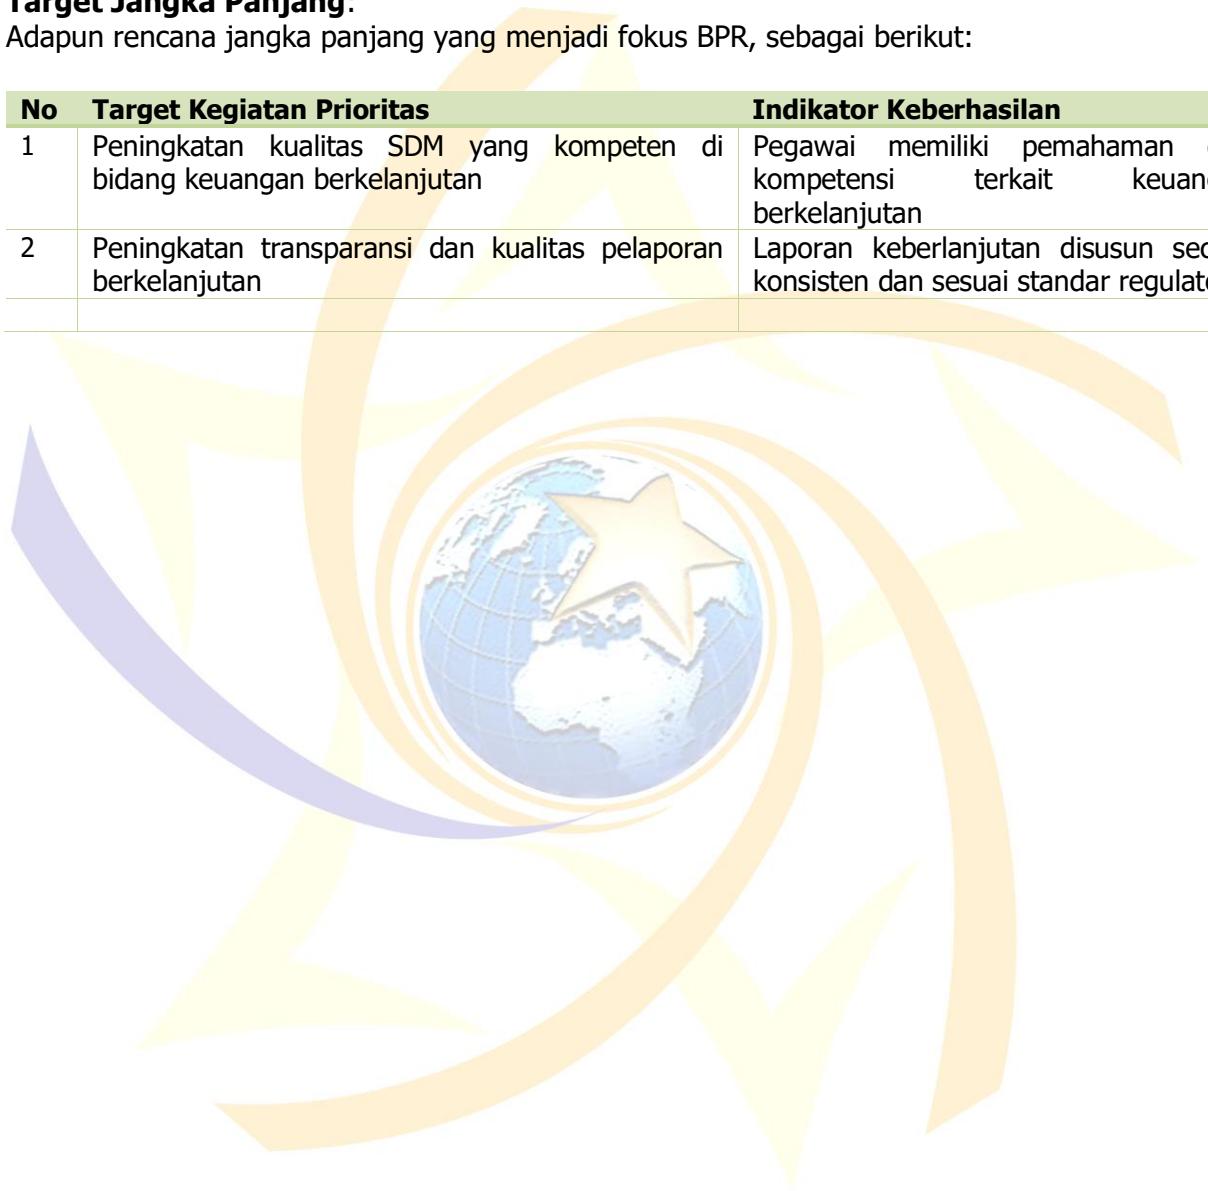 Target Jangka Panjang:
Adapun rencana jangka panjang yang menjadi fokus BPR, sebagai berikut:
No Target Kegiatan Prioritas Indikator Keberhasilan
1 Peningkatan kualitas SDM yang kompeten di Pegawai memiliki pemahaman
bidang keuangan berkelanjutan kompetensi terkait
berkelanjutan
2 Peningkatan transparansi dan kualitas pelaporan Laporan keberlanjutan disusun
berkelanjutan konsisten dan sesuai standar